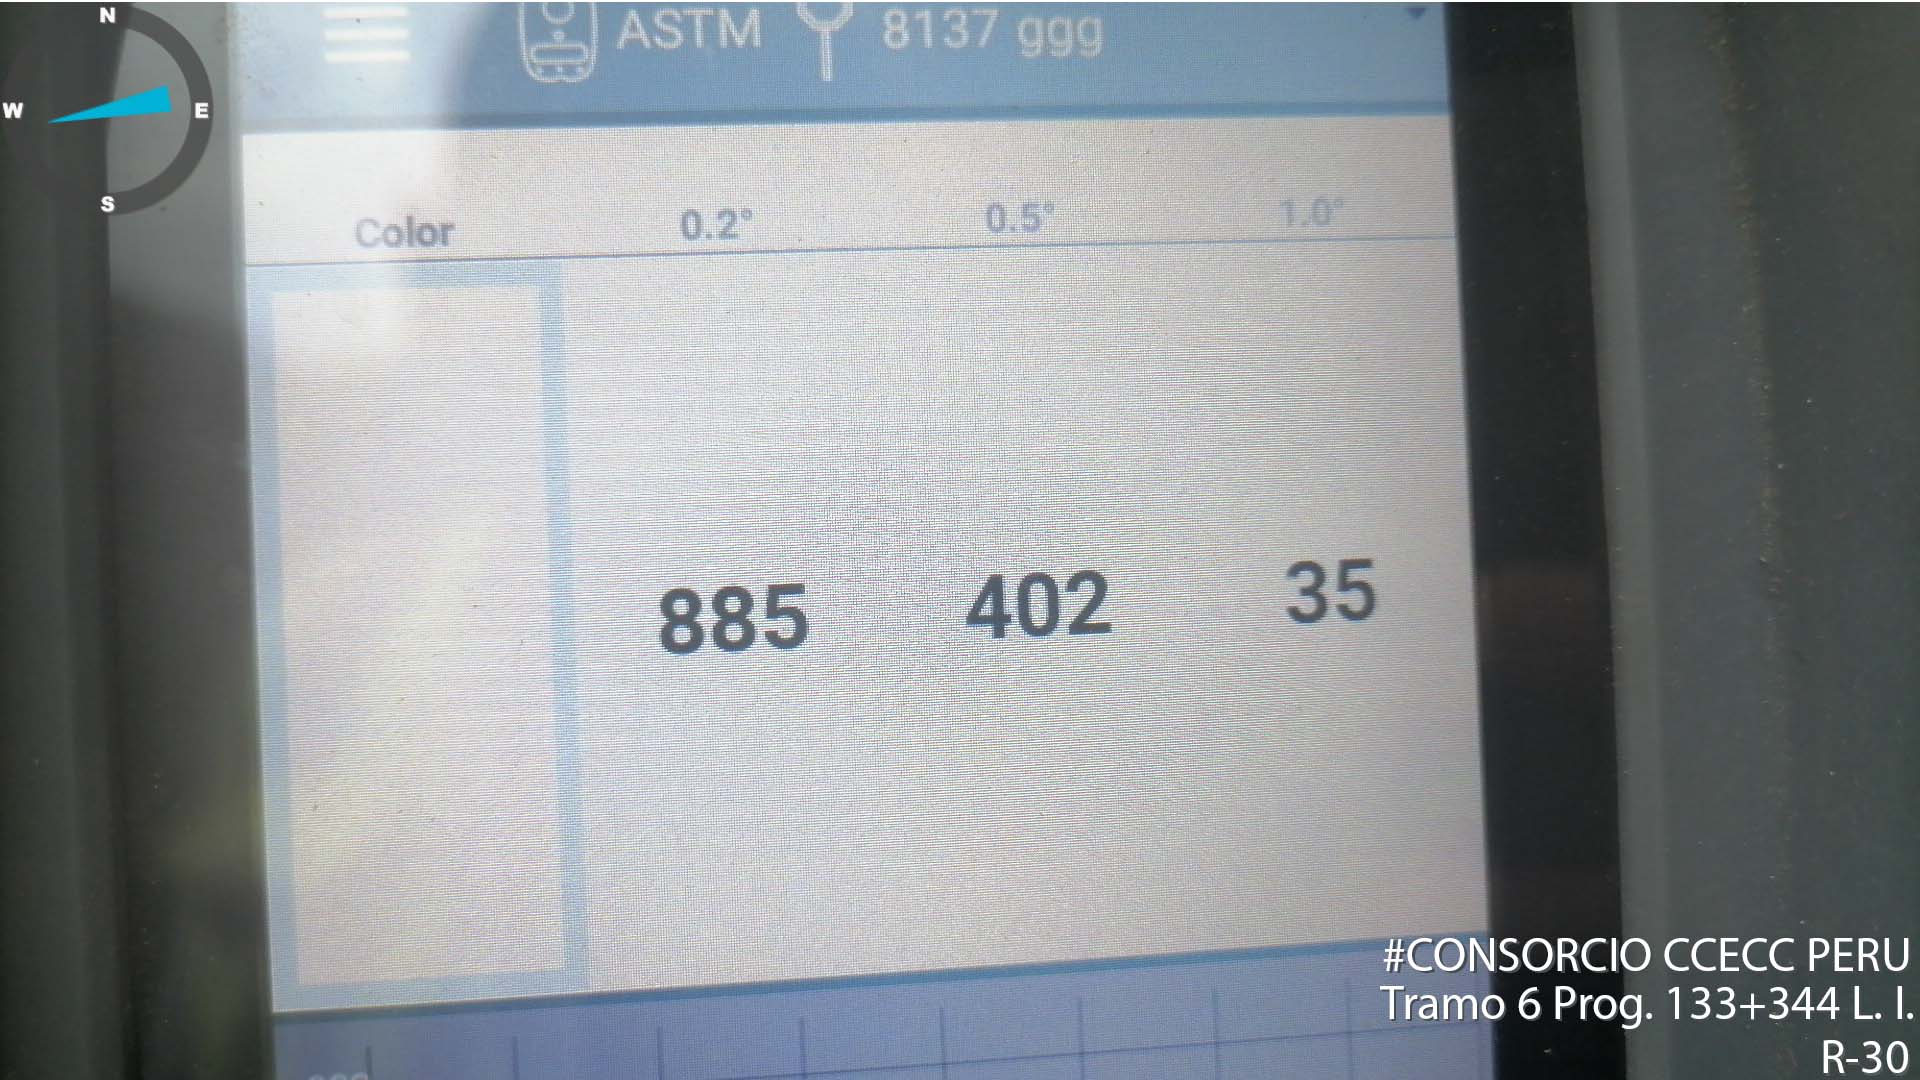 N
W E
S
ASTM 8137 ggg
Color 0.2° 0.5° 1.0°
885 402 35
#CONSORCIO CCECC PERU
Tramo 6 Prog. 133+344 L. I.
R-30